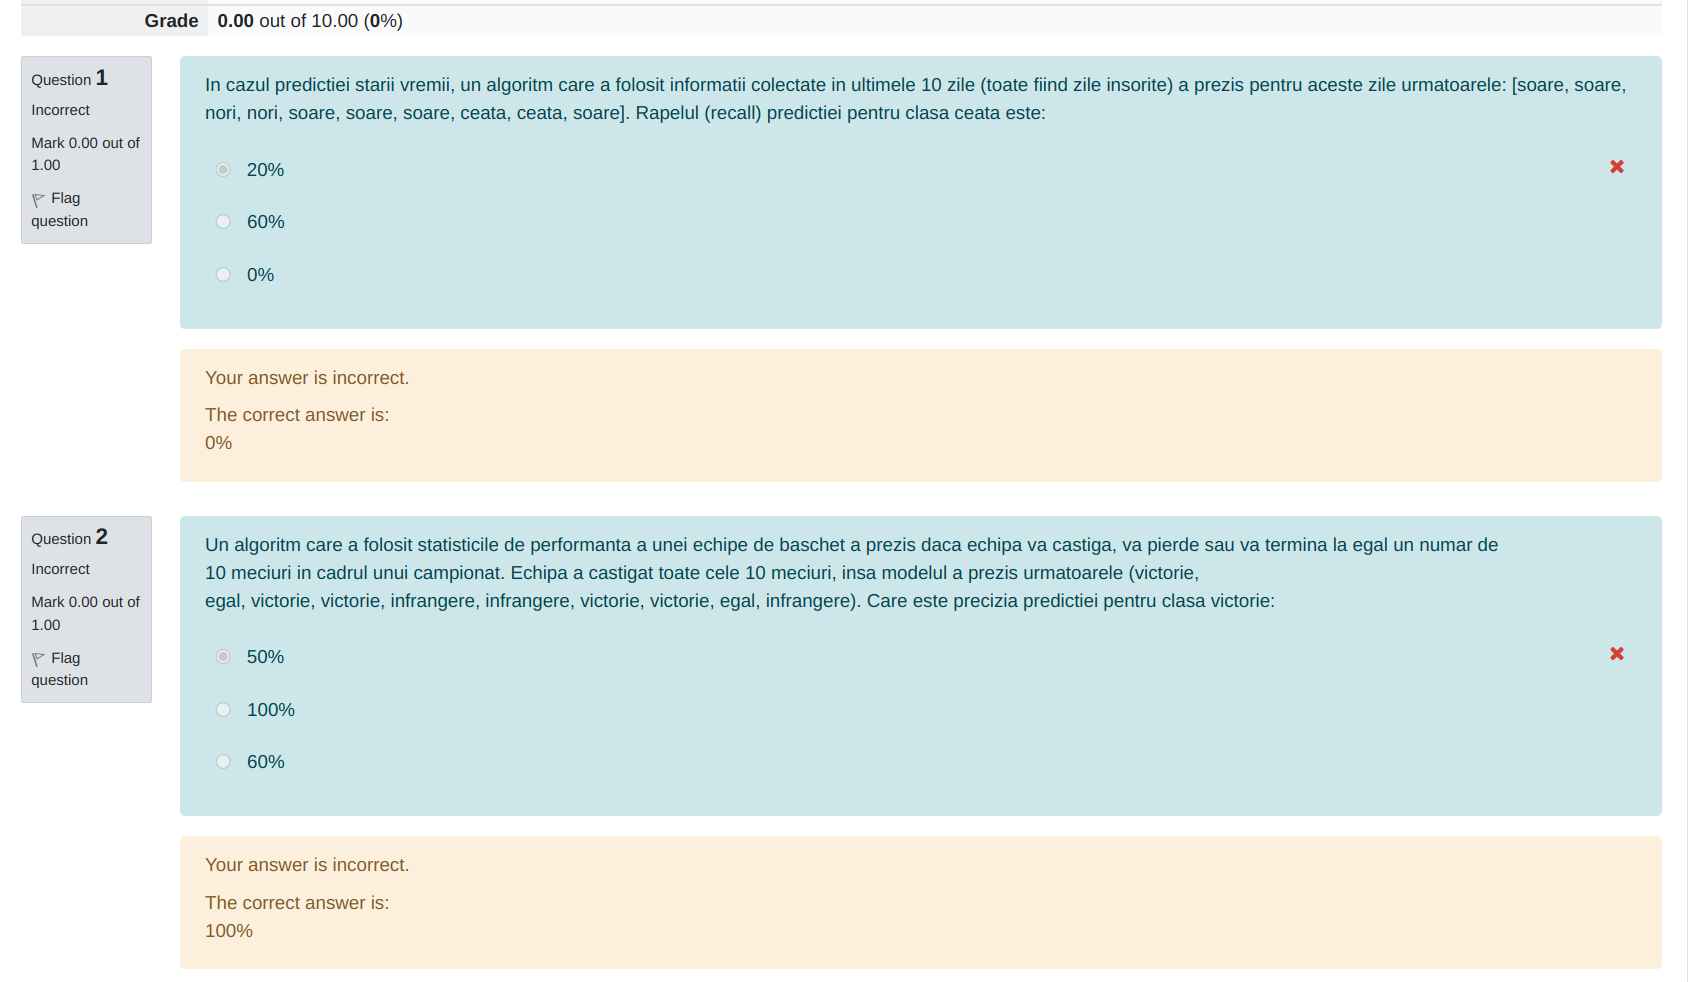 Grade 0.00 out of 10.00 (0%)
Question 1
Incorrect
Mark 0.00 out of
1.00
Flag
question
In cazul predictiei starii vremii, un algoritm care a folosit informatii colectate in ultimele 10 zile (toate fiind zile insorite) a prezis pentru aceste zile urmatoarele: [soare, soare,
nori, nori, soare, soare, soare, ceata, ceata, soare]. Rapelul (recall) predictiei pentru clasa ceata este:
20%
60%
0%
Your answer is incorrect.
The correct answer is:
0%
Question 2
Incorrect
Mark 0.00 out of
1.00
Flag
question
Un algoritm care a folosit statisticile de performanta a unei echipe de baschet a prezis daca echipa va castiga, va pierde sau va termina la egal un numar de
10 meciuri in cadrul unui campionat. Echipa a castigat toate cele 10 meciuri, insa modelul a prezis urmatoarele (victorie,
egal, victorie, victorie, infrangere, infrangere, victorie, victorie, egal, infrangere). Care este precizia predictiei pentru clasa victorie:
50%
100%
60%
Your answer is incorrect.
The correct answer is:
100%